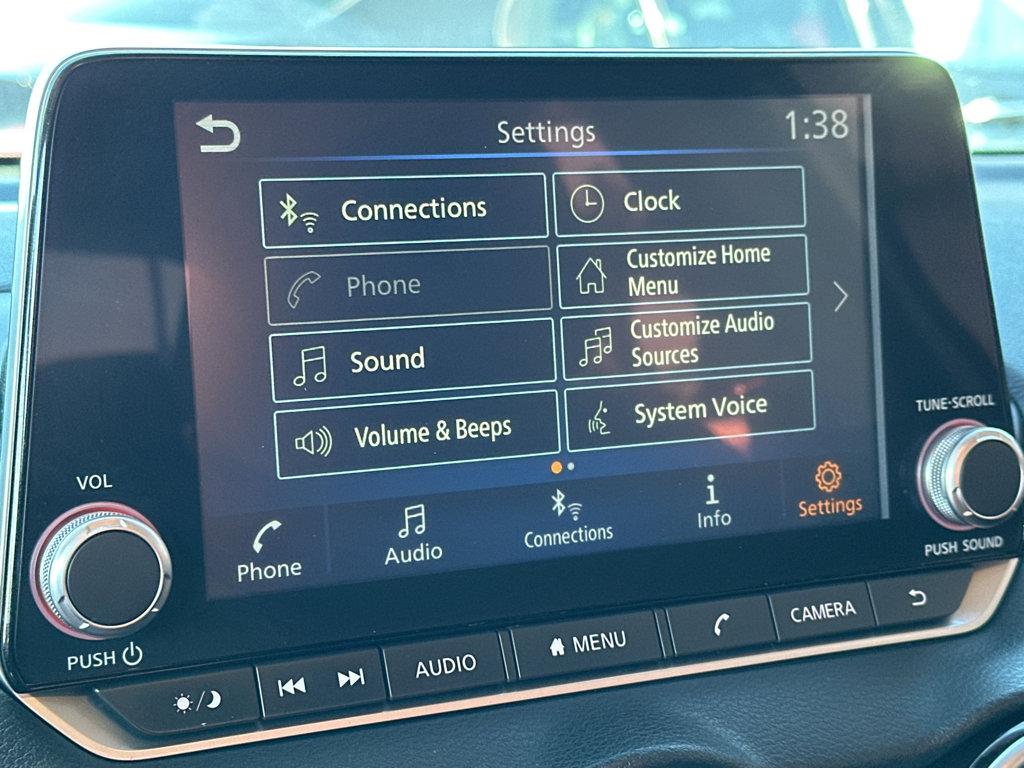 Settings
1:38
Connections
Clock
Phone
Customize Home
Menu
Sound
Customize Audio
Sources
Volume & Beeps
System Voice
Phone
Audio
Connections
Info
Settings
VOL
PUSH
TUNE·SCROLL
PUSH SOUND
AUDIO
MENU
CAMERA